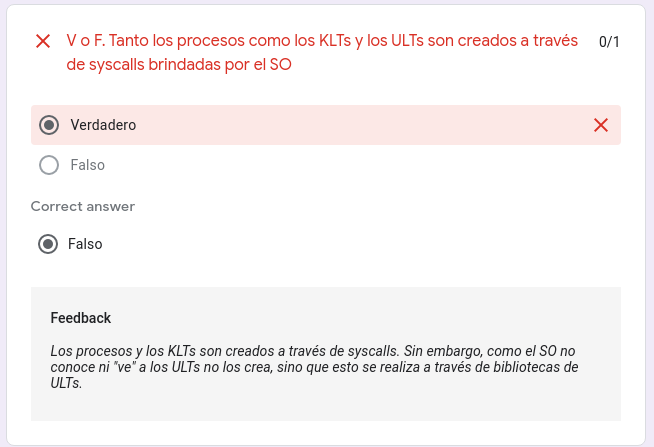 V o F. Tanto los procesos como los KLTs y los ULTs son creados a través 0/1
de syscalls brindadas por el SO
Verdadero
Falso
Correct answer
Falso
Feedback
Los procesos y los KLTs son creados a través de syscalls. Sin embargo, como el SO no
conoce ni "ve" a los ULTs no los crea, sino que esto se realiza a través de bibliotecas de
ULTs.